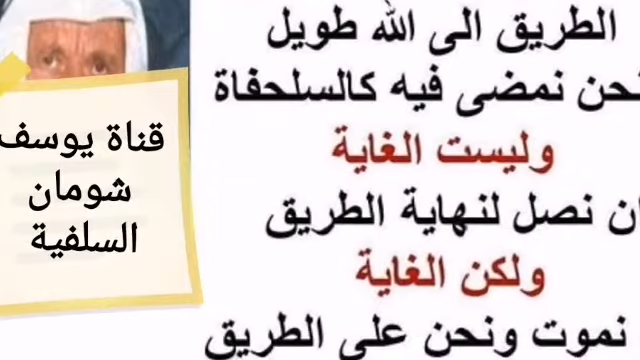 الطريق الى الله طويل
نحن نمضى فيه كالسلحفاة
وليست الغاية
ان نصل لنهاية الطريق
ولكن الغاية
نموت ونحن على الطريق
قناة يوسف
شومان
السلفية